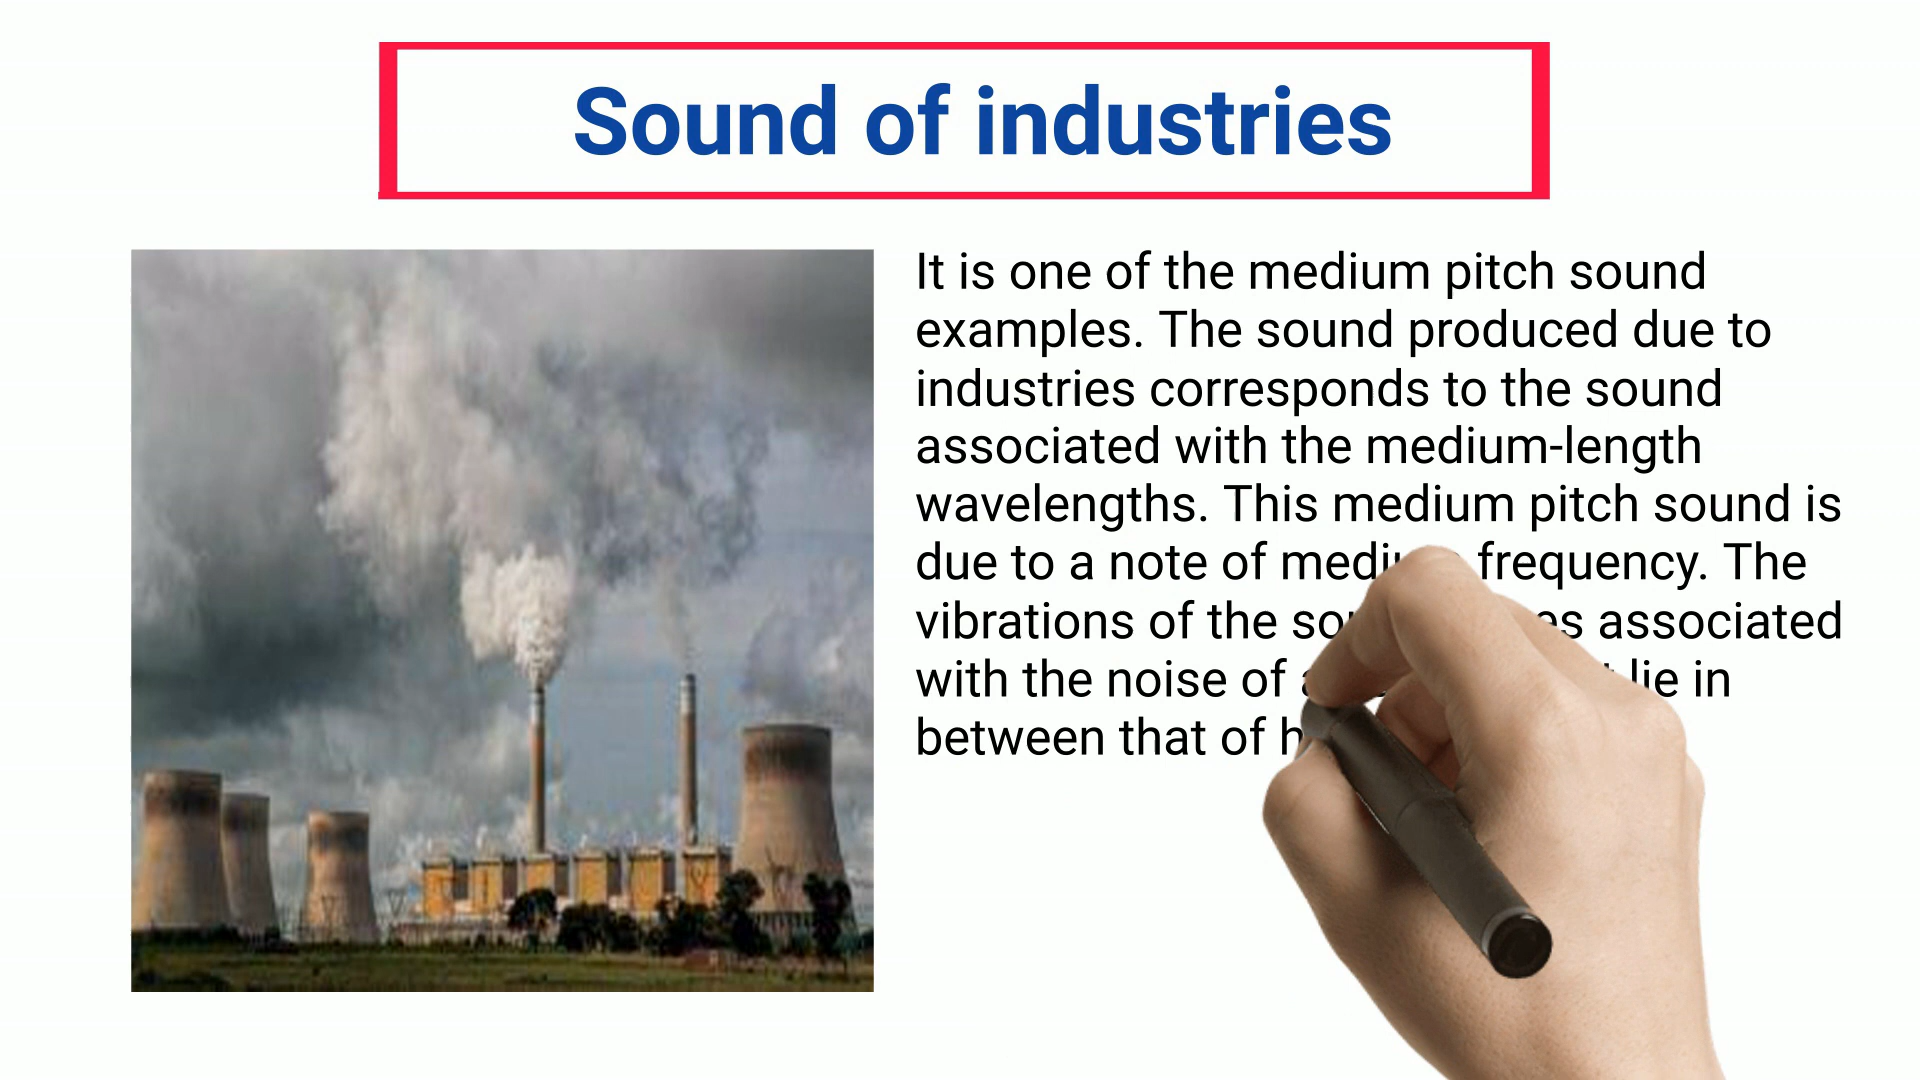 Sound of industries
It is one of the medium pitch sound
examples. The sound produced due to
industries corresponds to the sound
associated with the medium-length
wavelengths. This medium pitch sound is
due to a note of medium frequency. The
vibrations of the associated
with the noise of lie in
between that of